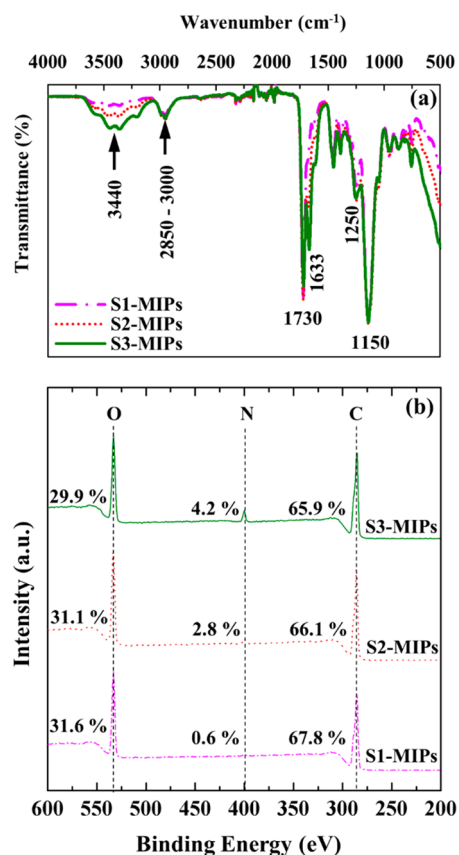 Wavenumber (cm⁻¹)
4000 3500 3000 2500 2000 1500 1000 500
(a)
Transmittance (%)
3440
2850 - 3000
1730
1633
1250
1150
S1-MIPs
S2-MIPs
S3-MIPs
(b)
O N C
29.9 % 4.2 % 65.9 %
S3-MIPs
31.1 % 2.8 % 66.1 %
S2-MIPs
31.6 % 0.6 % 67.8 %
S1-MIPs
Intensity (a.u.)
600 550 500 450 400 350 300 250 200
Binding Energy (eV)